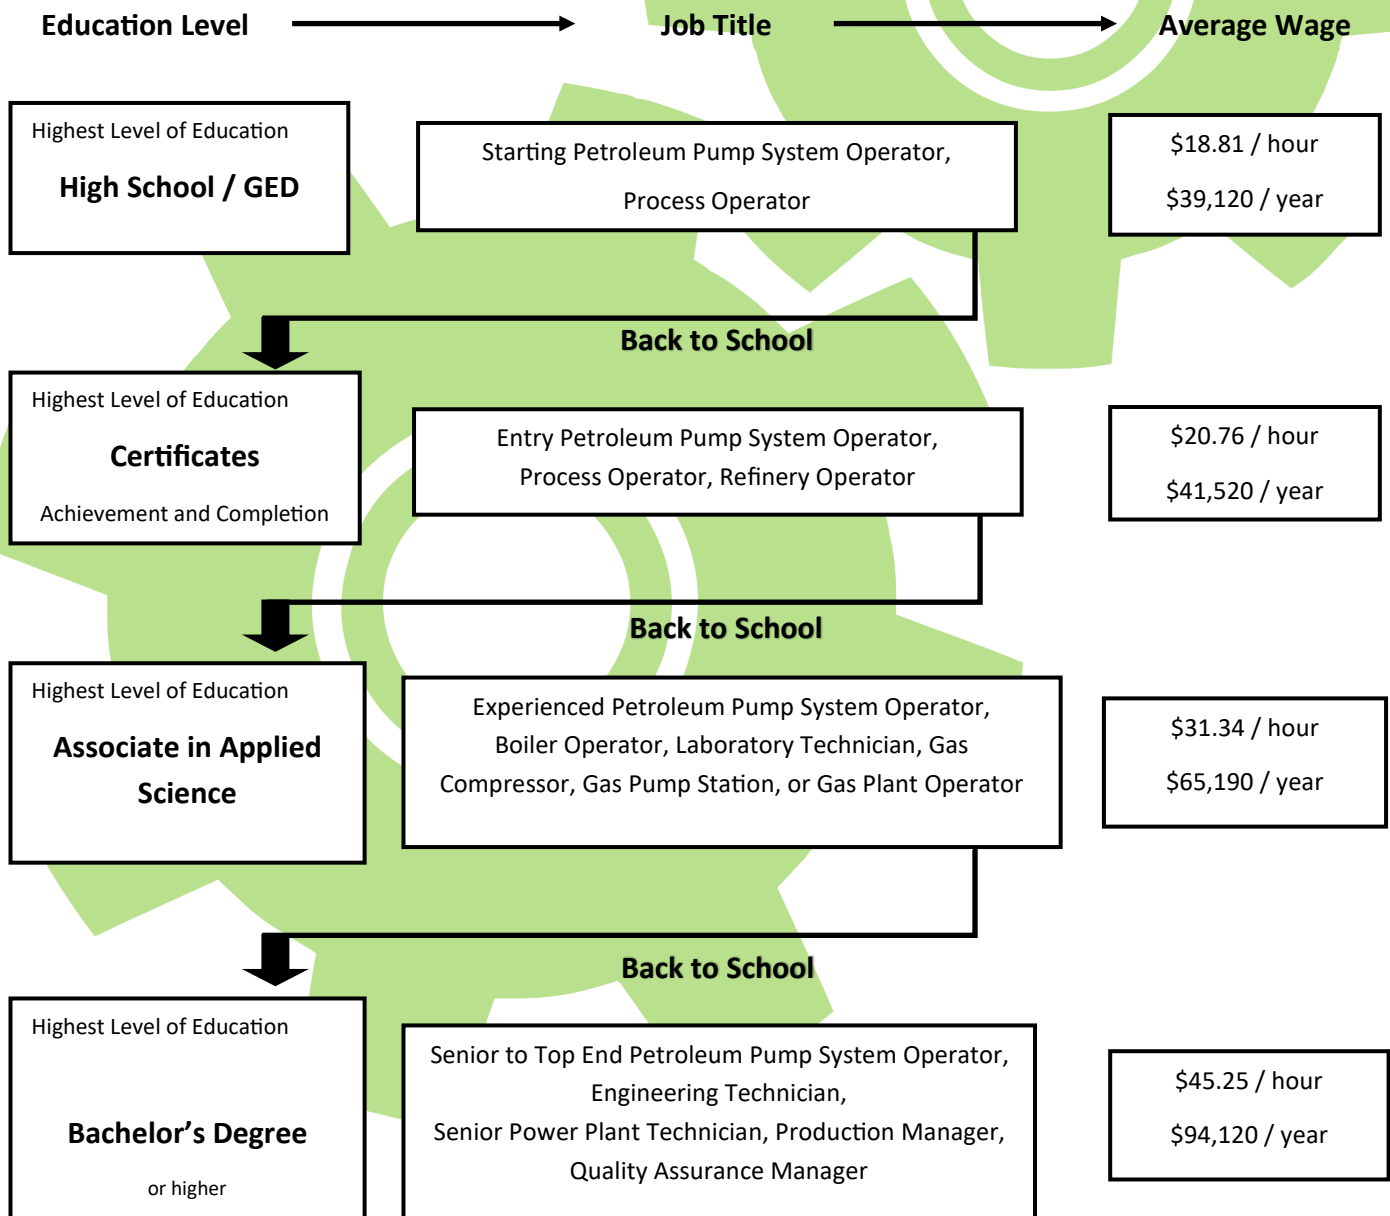 Education Level
Job Title
Average Wage
Highest Level of Education
High School / GED
Starting Petroleum Pump System Operator,
Process Operator
$18.81 / hour
$39,120 / year
Back to School
Highest Level of Education
Certificates
Achievement and Completion
Entry Petroleum Pump System Operator,
Process Operator, Refinery Operator
$20.76 / hour
$41,520 / year
Back to School
Highest Level of Education
Associate in Applied
Science
Experienced Petroleum Pump System Operator,
Boiler Operator, Laboratory Technician, Gas
Compressor, Gas Pump Station, or Gas Plant Operator
$31.34 / hour
$65,190 / year
Back to School
Highest Level of Education
Bachelor’s Degree
or higher
Senior to Top End Petroleum Pump System Operator,
Engineering Technician,
Senior Power Plant Technician, Production Manager,
Quality Assurance Manager
$45.25 / hour
$94,120 / year